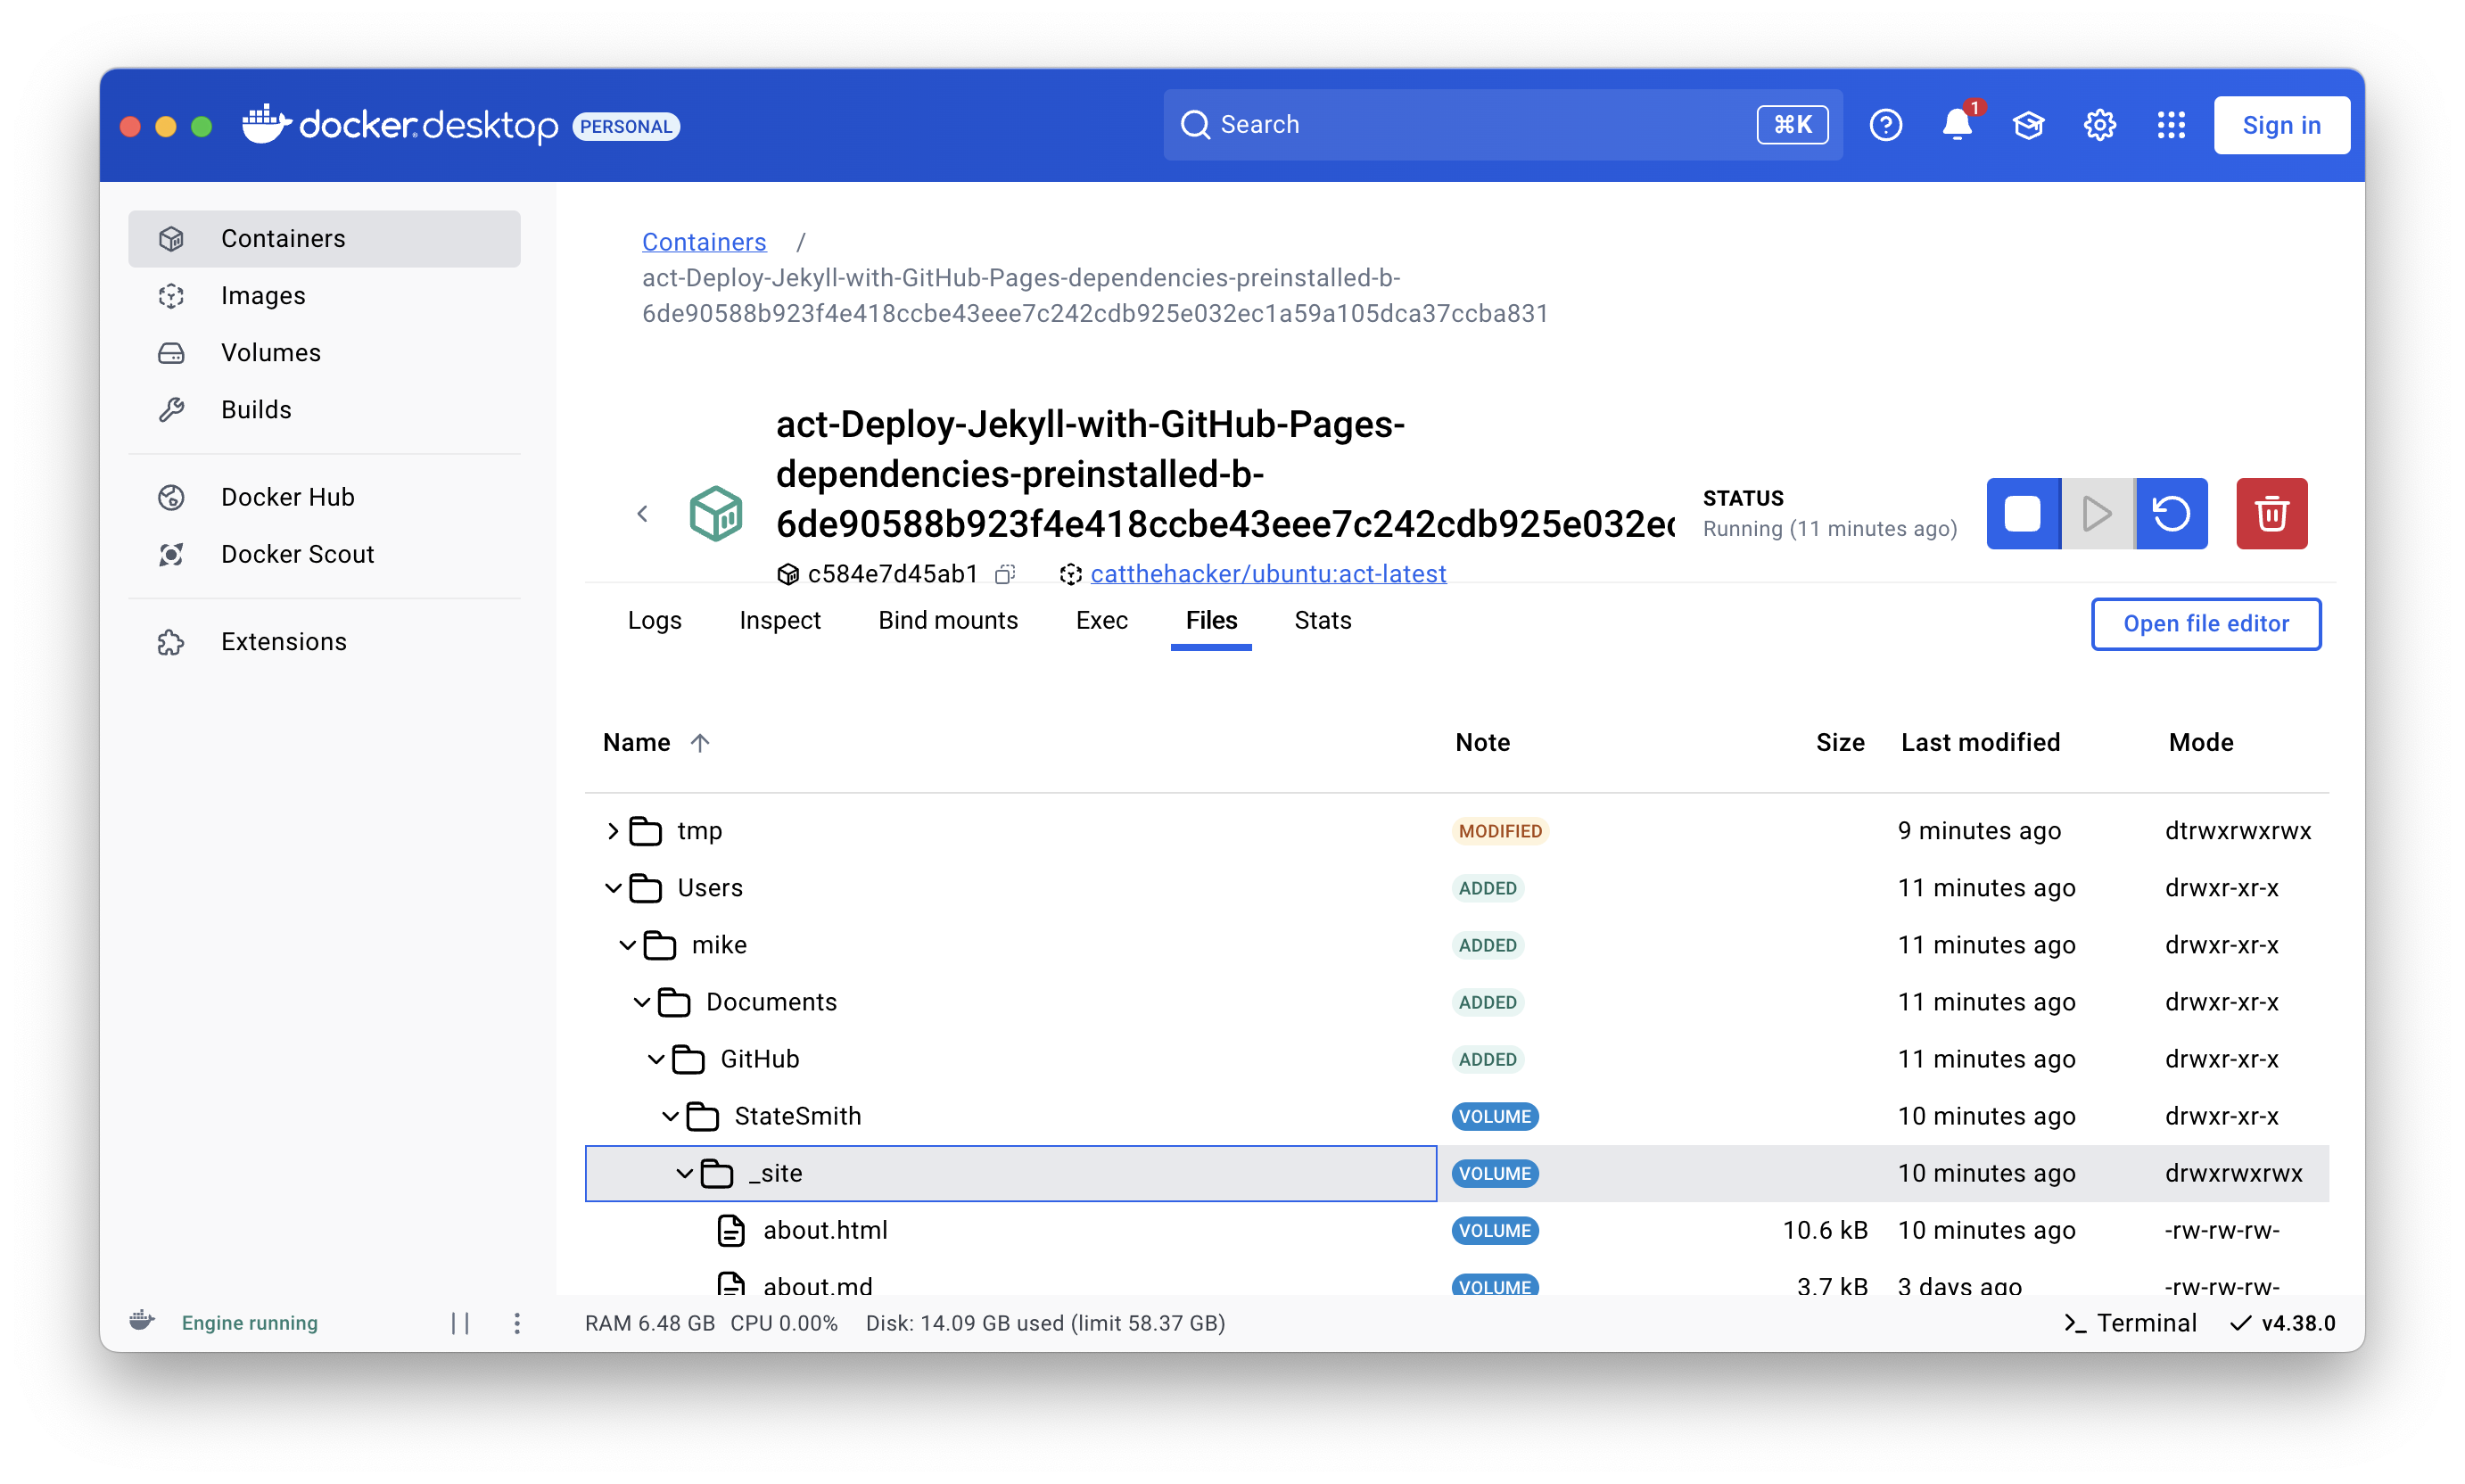 docker desktop PERSONAL
Search ⌘K
1
Sign in
Containers
Images
Volumes
Builds
Docker Hub
Docker Scout
Extensions
Containers /
act-Deploy-Jekyll-with-GitHub-Pages-dependencies-preinstalled-b-
6de90588b923f4e418ccbe43eee7c242cdb925e032ec1a59a105dca37ccba831
act-Deploy-Jekyll-with-GitHub-Pages-
dependencies-preinstalled-b-
6de90588b923f4e418ccbe43eee7c242cdb925e032ec
c584e7d45ab1 catthehacker/ubuntu:act-latest
STATUS
Running (11 minutes ago)
Logs Inspect Bind mounts Exec Files Stats
Open file editor
Name Note Size Last modified Mode
tmp MODIFIED 9 minutes ago dtrwxrwxrwx
Users ADDED 11 minutes ago drwxr-xr-x
mike ADDED 11 minutes ago drwxr-xr-x
Documents ADDED 11 minutes ago drwxr-xr-x
GitHub ADDED 11 minutes ago drwxr-xr-x
StateSmith VOLUME 10 minutes ago drwxr-xr-x
_site VOLUME 10 minutes ago drwxrwxrwx
about.html VOLUME 10.6 kB 10 minutes ago -rw-rw-rw-
about.md VOLUME 3.7 kB 3 days ago -rw-rw-rw-
Engine running
RAM 6.48 GB CPU 0.00% Disk: 14.09 GB used (limit 58.37 GB)
Terminal v4.38.0